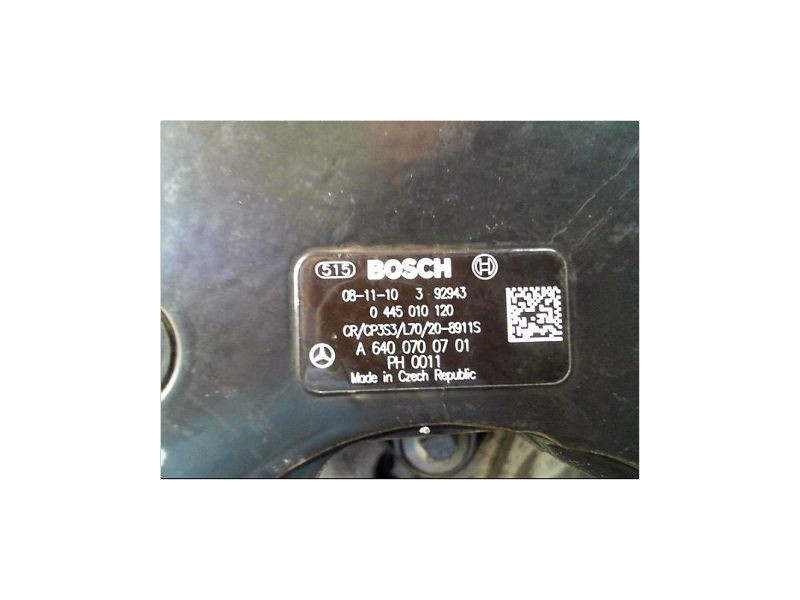 515 BOSCH
08-11-10 3 92943
0 445 010 120
CR/CP3S3/L70/20-8911S
A 640 070 07 01
PH 0011
Made in Czech Republic